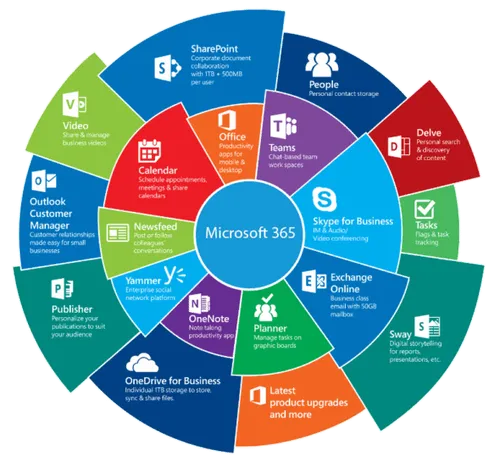 SharePoint
Corporate document
collaboration
with 1TB + 500MB
per user
People
Personal contact storage
Delve
Personal search
& discovery
of content
Tasks
Flags & task
tracking
Sway
Digital storytelling
for reports,
presentations, etc.
Latest
product upgrades
and more
OneDrive for Business
Individual 1TB storage to store,
sync & share files.
Publisher
Personalize your
publications to suit
your audience
Outlook
Customer
Manager
Customer relationships
made easy for small
businesses
Video
Share & manage
business videos
Office
Productivity
apps for
mobile &
desktop
Teams
Chat-based team
work spaces
Skype for Business
IM & Audio/
Video conferencing
Exchange
Online
Business class
email with 50GB
mailbox
Planner
Manage tasks on
graphic boards
OneNote
Note taking
productivity app
Yammer
Enterprise social
network platform
Newsfeed
Post or follow
colleagues'
conversations
Calendar
Schedule appointments,
meetings & share
calendars
Microsoft 365